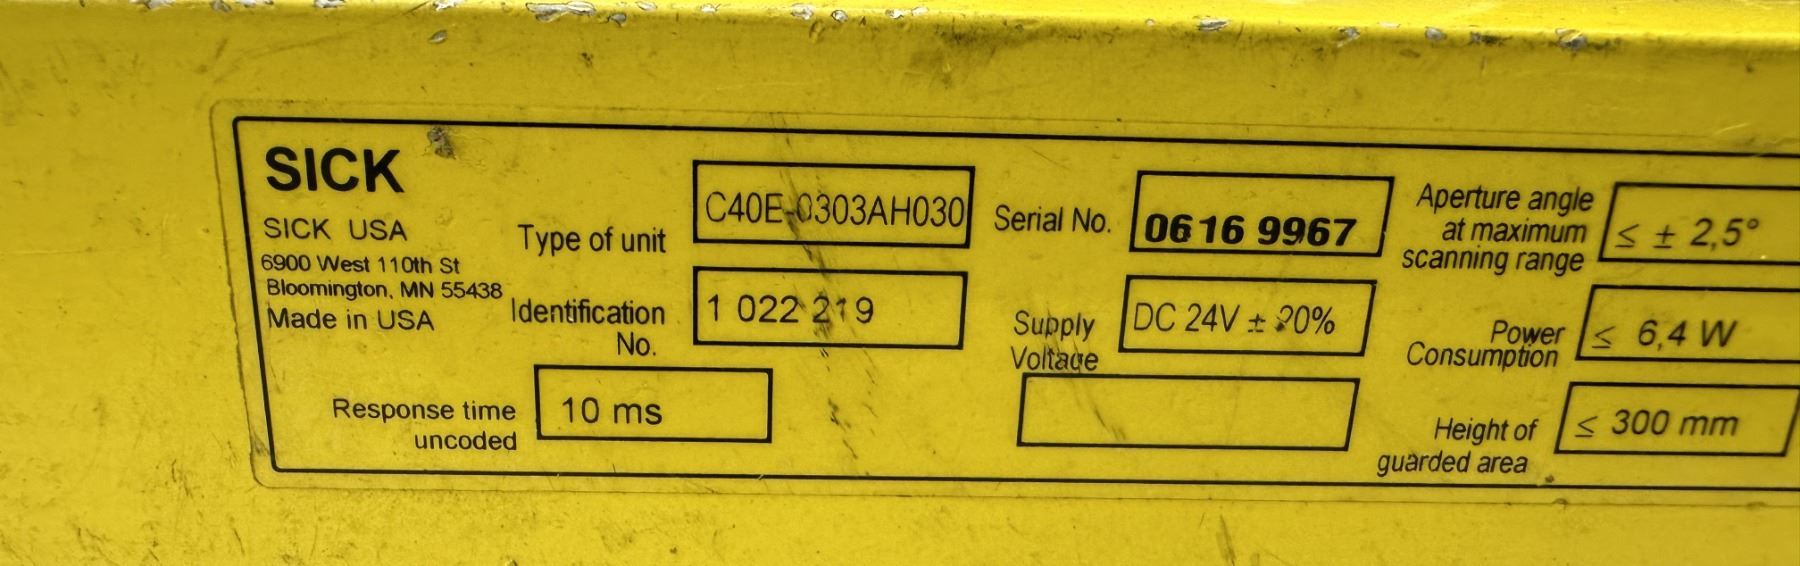 SICK
SICK USA
6900 West 110th St
Bloomington, MN 55438
Made in USA
Type of unit
C40E-0303AH030
Identification
No.
1 022 219
Response time
uncoded
10 ms
Serial No.
0616 9967
Supply
Voltage
DC 24V ± 20%
Aperture angle
at maximum
scanning range
≤ ± 2,5°
Power
Consumption
≤ 6,4 W
Height of
guarded area
≤ 300 mm